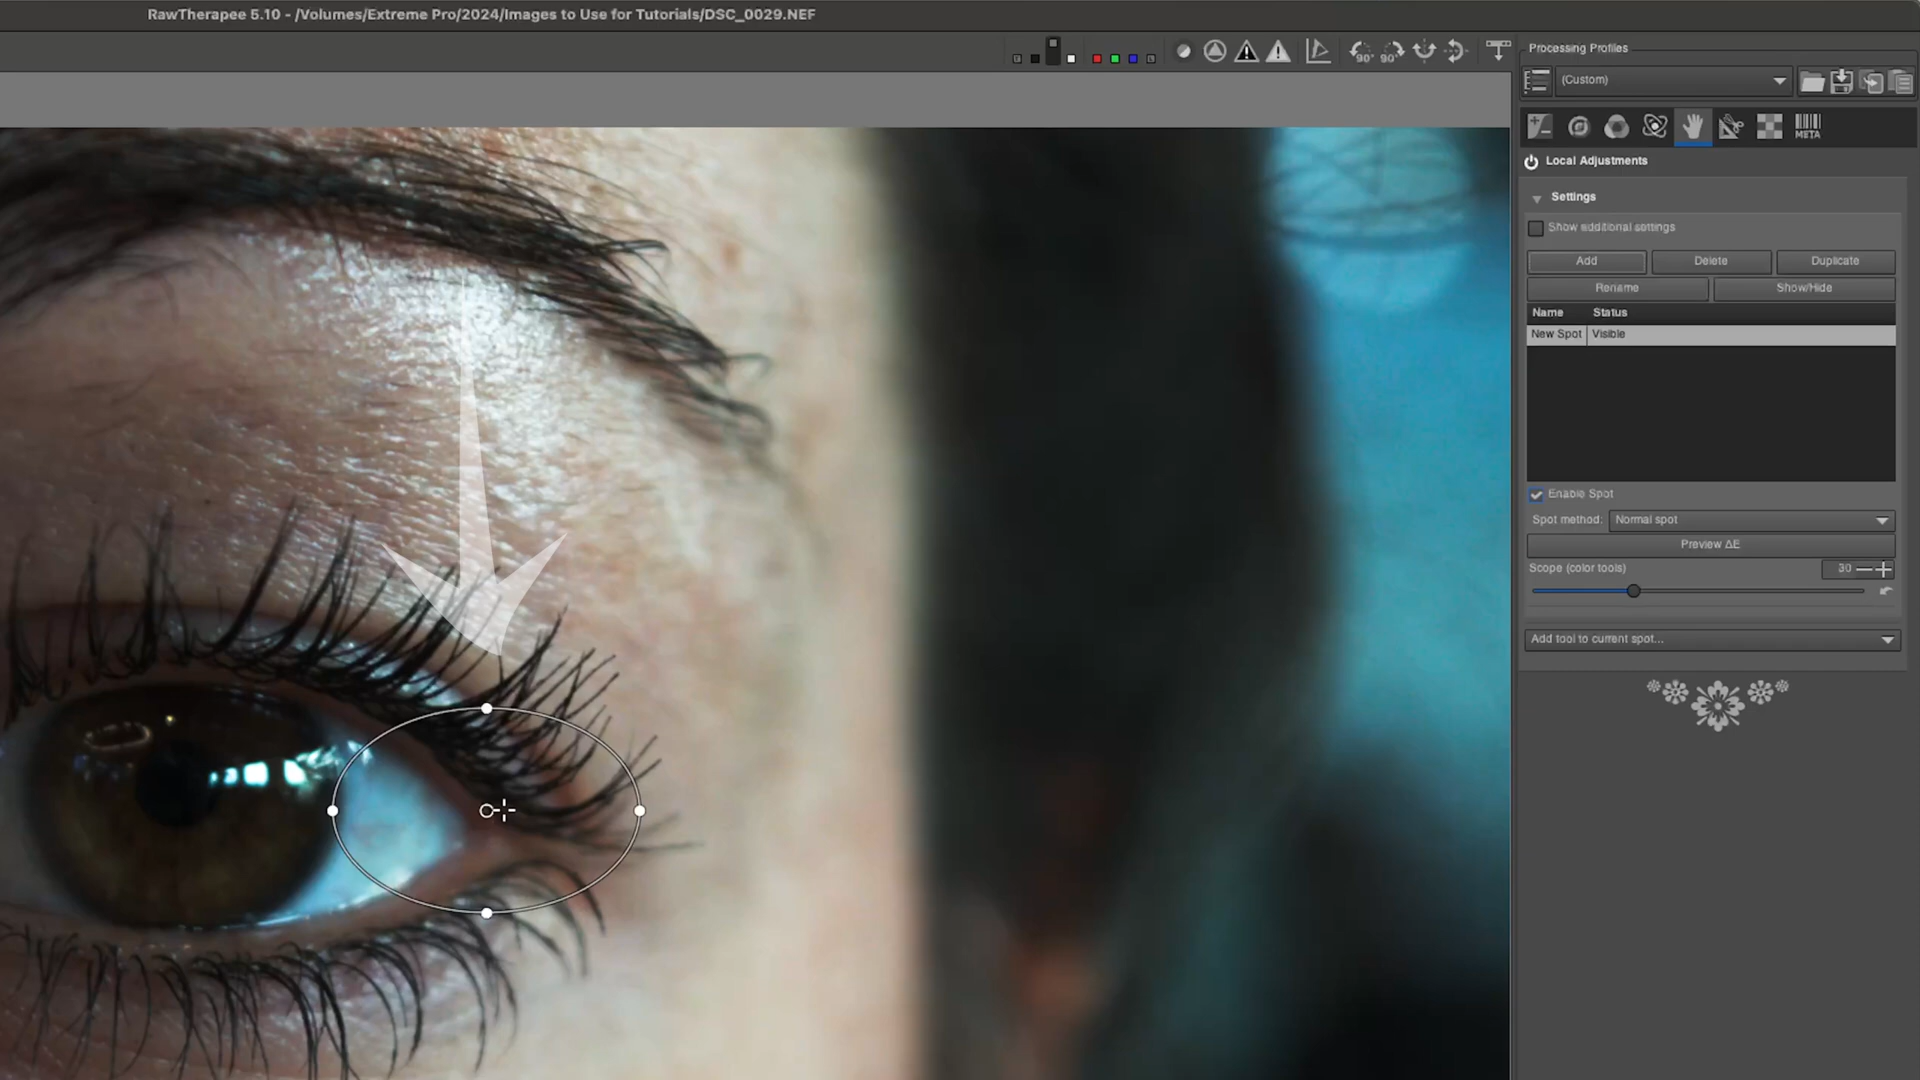 RawTherapee 5.10 - /Volumes/Extreme Pro/2024/Images to Use for Tutorials/DSC_0029.NEF
Processing Profiles
90° 90°
(Custom)
META
Local Adjustments
Settings
Show additional settings
Add Delete Duplicate
Rename Show/Hide
Name Status
New Spot Visible
Enable Spot
Spot method: Normal spot
Preview ΔE
Scope (color tools) 30
Add tool to current spot...